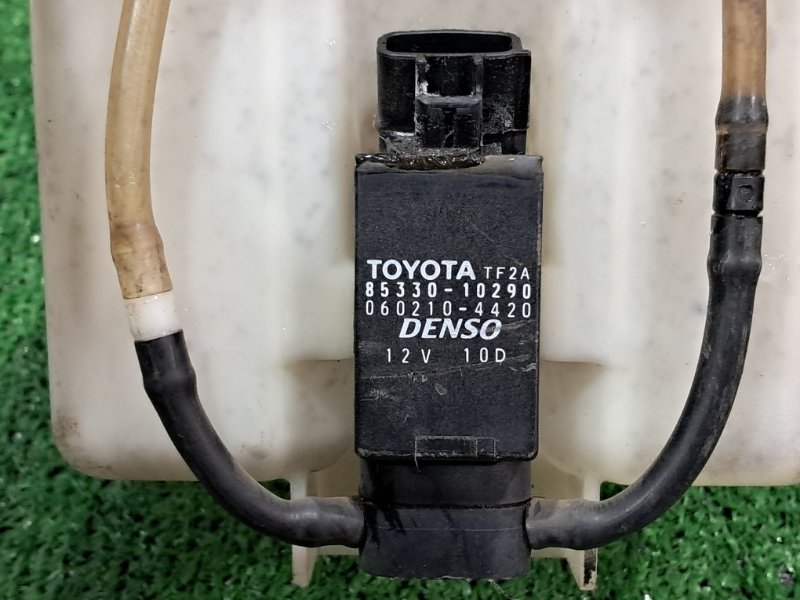 TOYOTA TF2A
85330-10290
060210-4420
DENSO
12V 10D